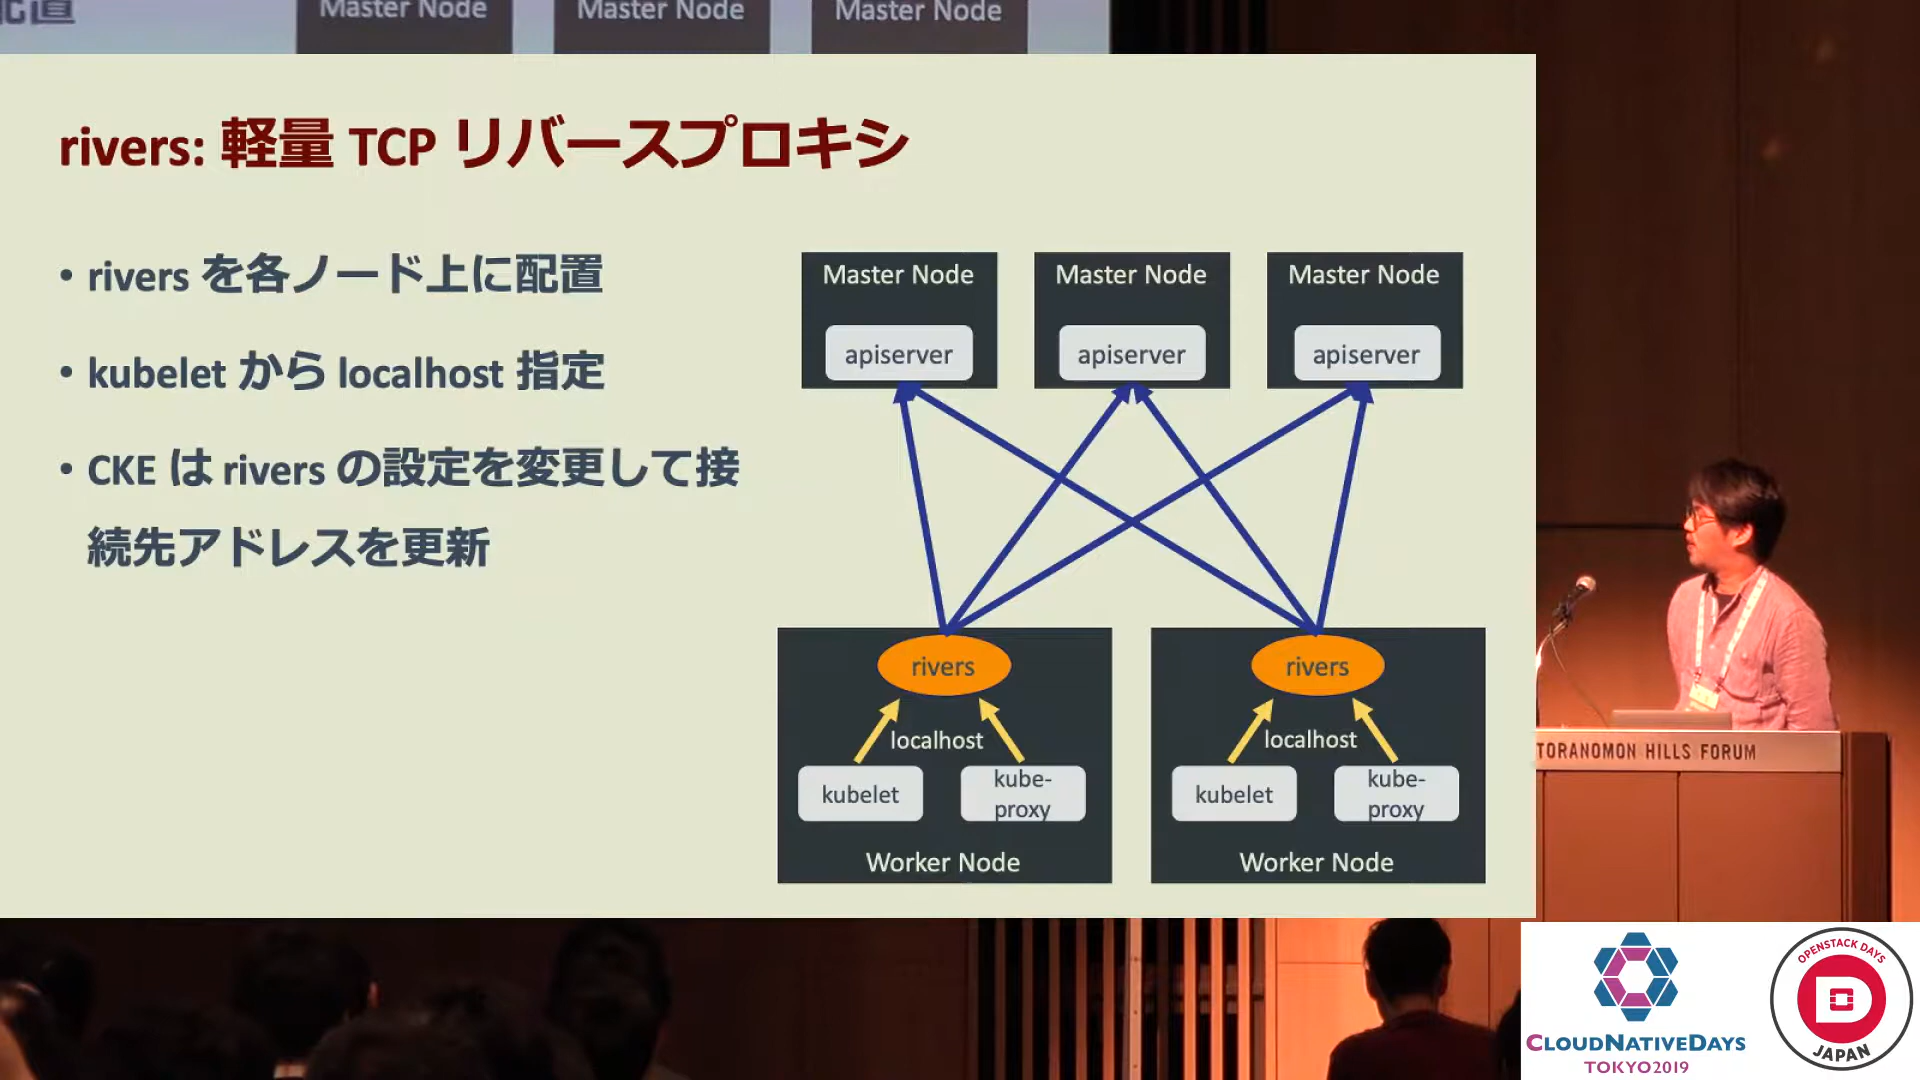 Master Node
Master Node
Master Node
rivers: 軽量 TCP リバースプロキシ
• rivers を各ノード上に配置
• kubelet から localhost 指定
• CKE は rivers の設定を変更して接
続先アドレスを更新
Master Node
apiserver
Master Node
apiserver
Master Node
apiserver
rivers
localhost
kubelet
kube-
proxy
Worker Node
rivers
localhost
kubelet
kube-
proxy
Worker Node
TORANOMON HILLS FORUM
CLOUDNATIVEDAYS
TOKYO2019
OPENSTACK DAYS
JAPAN